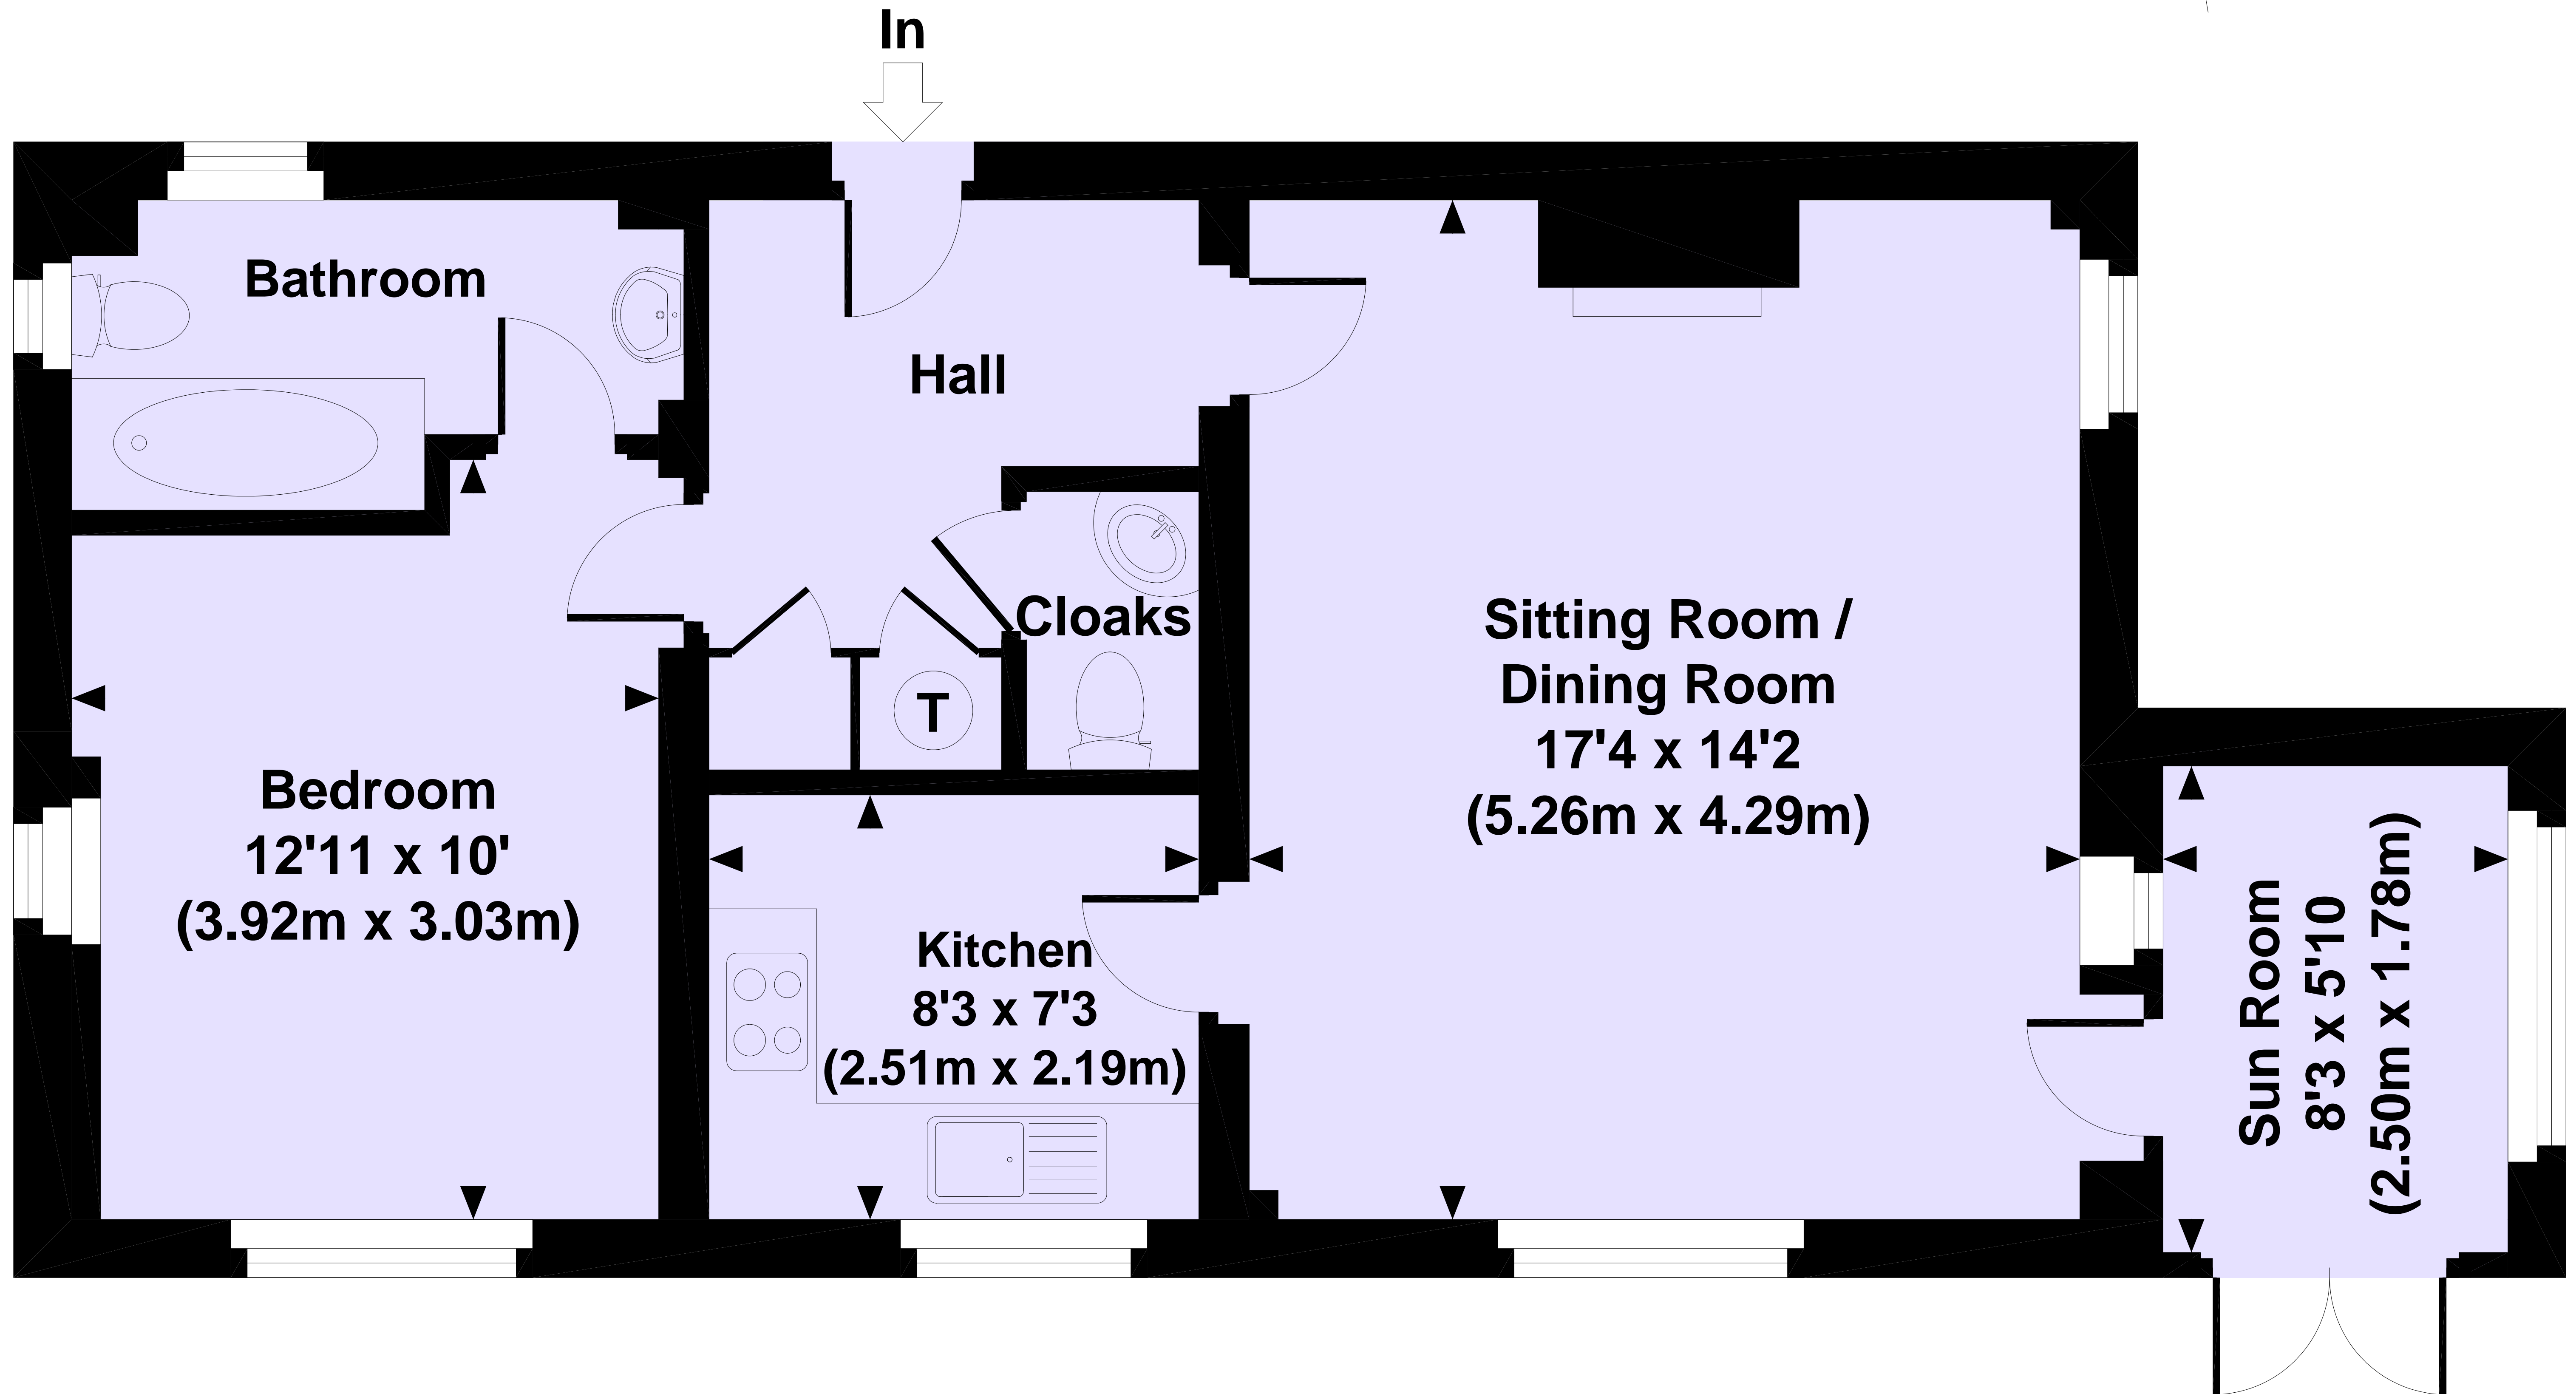 In
Bathroom
Hall
Cloaks
T
Sitting Room /
Dining Room
17'4 x 14'2
(5.26m x 4.29m)
Bedroom
12'11 x 10'
(3.92m x 3.03m)
Kitchen
8'3 x 7'3
(2.51m x 2.19m)
Sun Room
8'3 x 5'10
(2.50m x 1.78m)